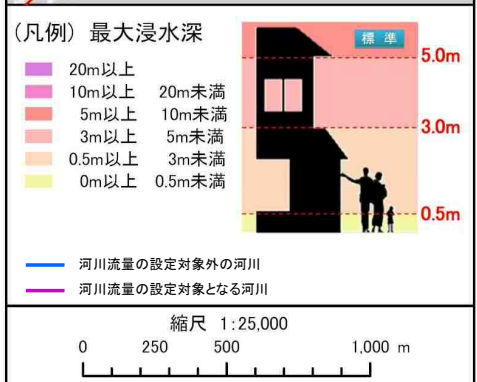 (凡例) 最大浸水深
標準
20m以上
10m以上 20m未満
5m以上 10m未満
3m以上 5m未満
0.5m以上 3m未満
0m以上 0.5m未満
5.0m
3.0m
0.5m
河川流量の設定対象外の河川
河川流量の設定対象となる河川
縮尺 1:25,000
0 250 500 1,000 m